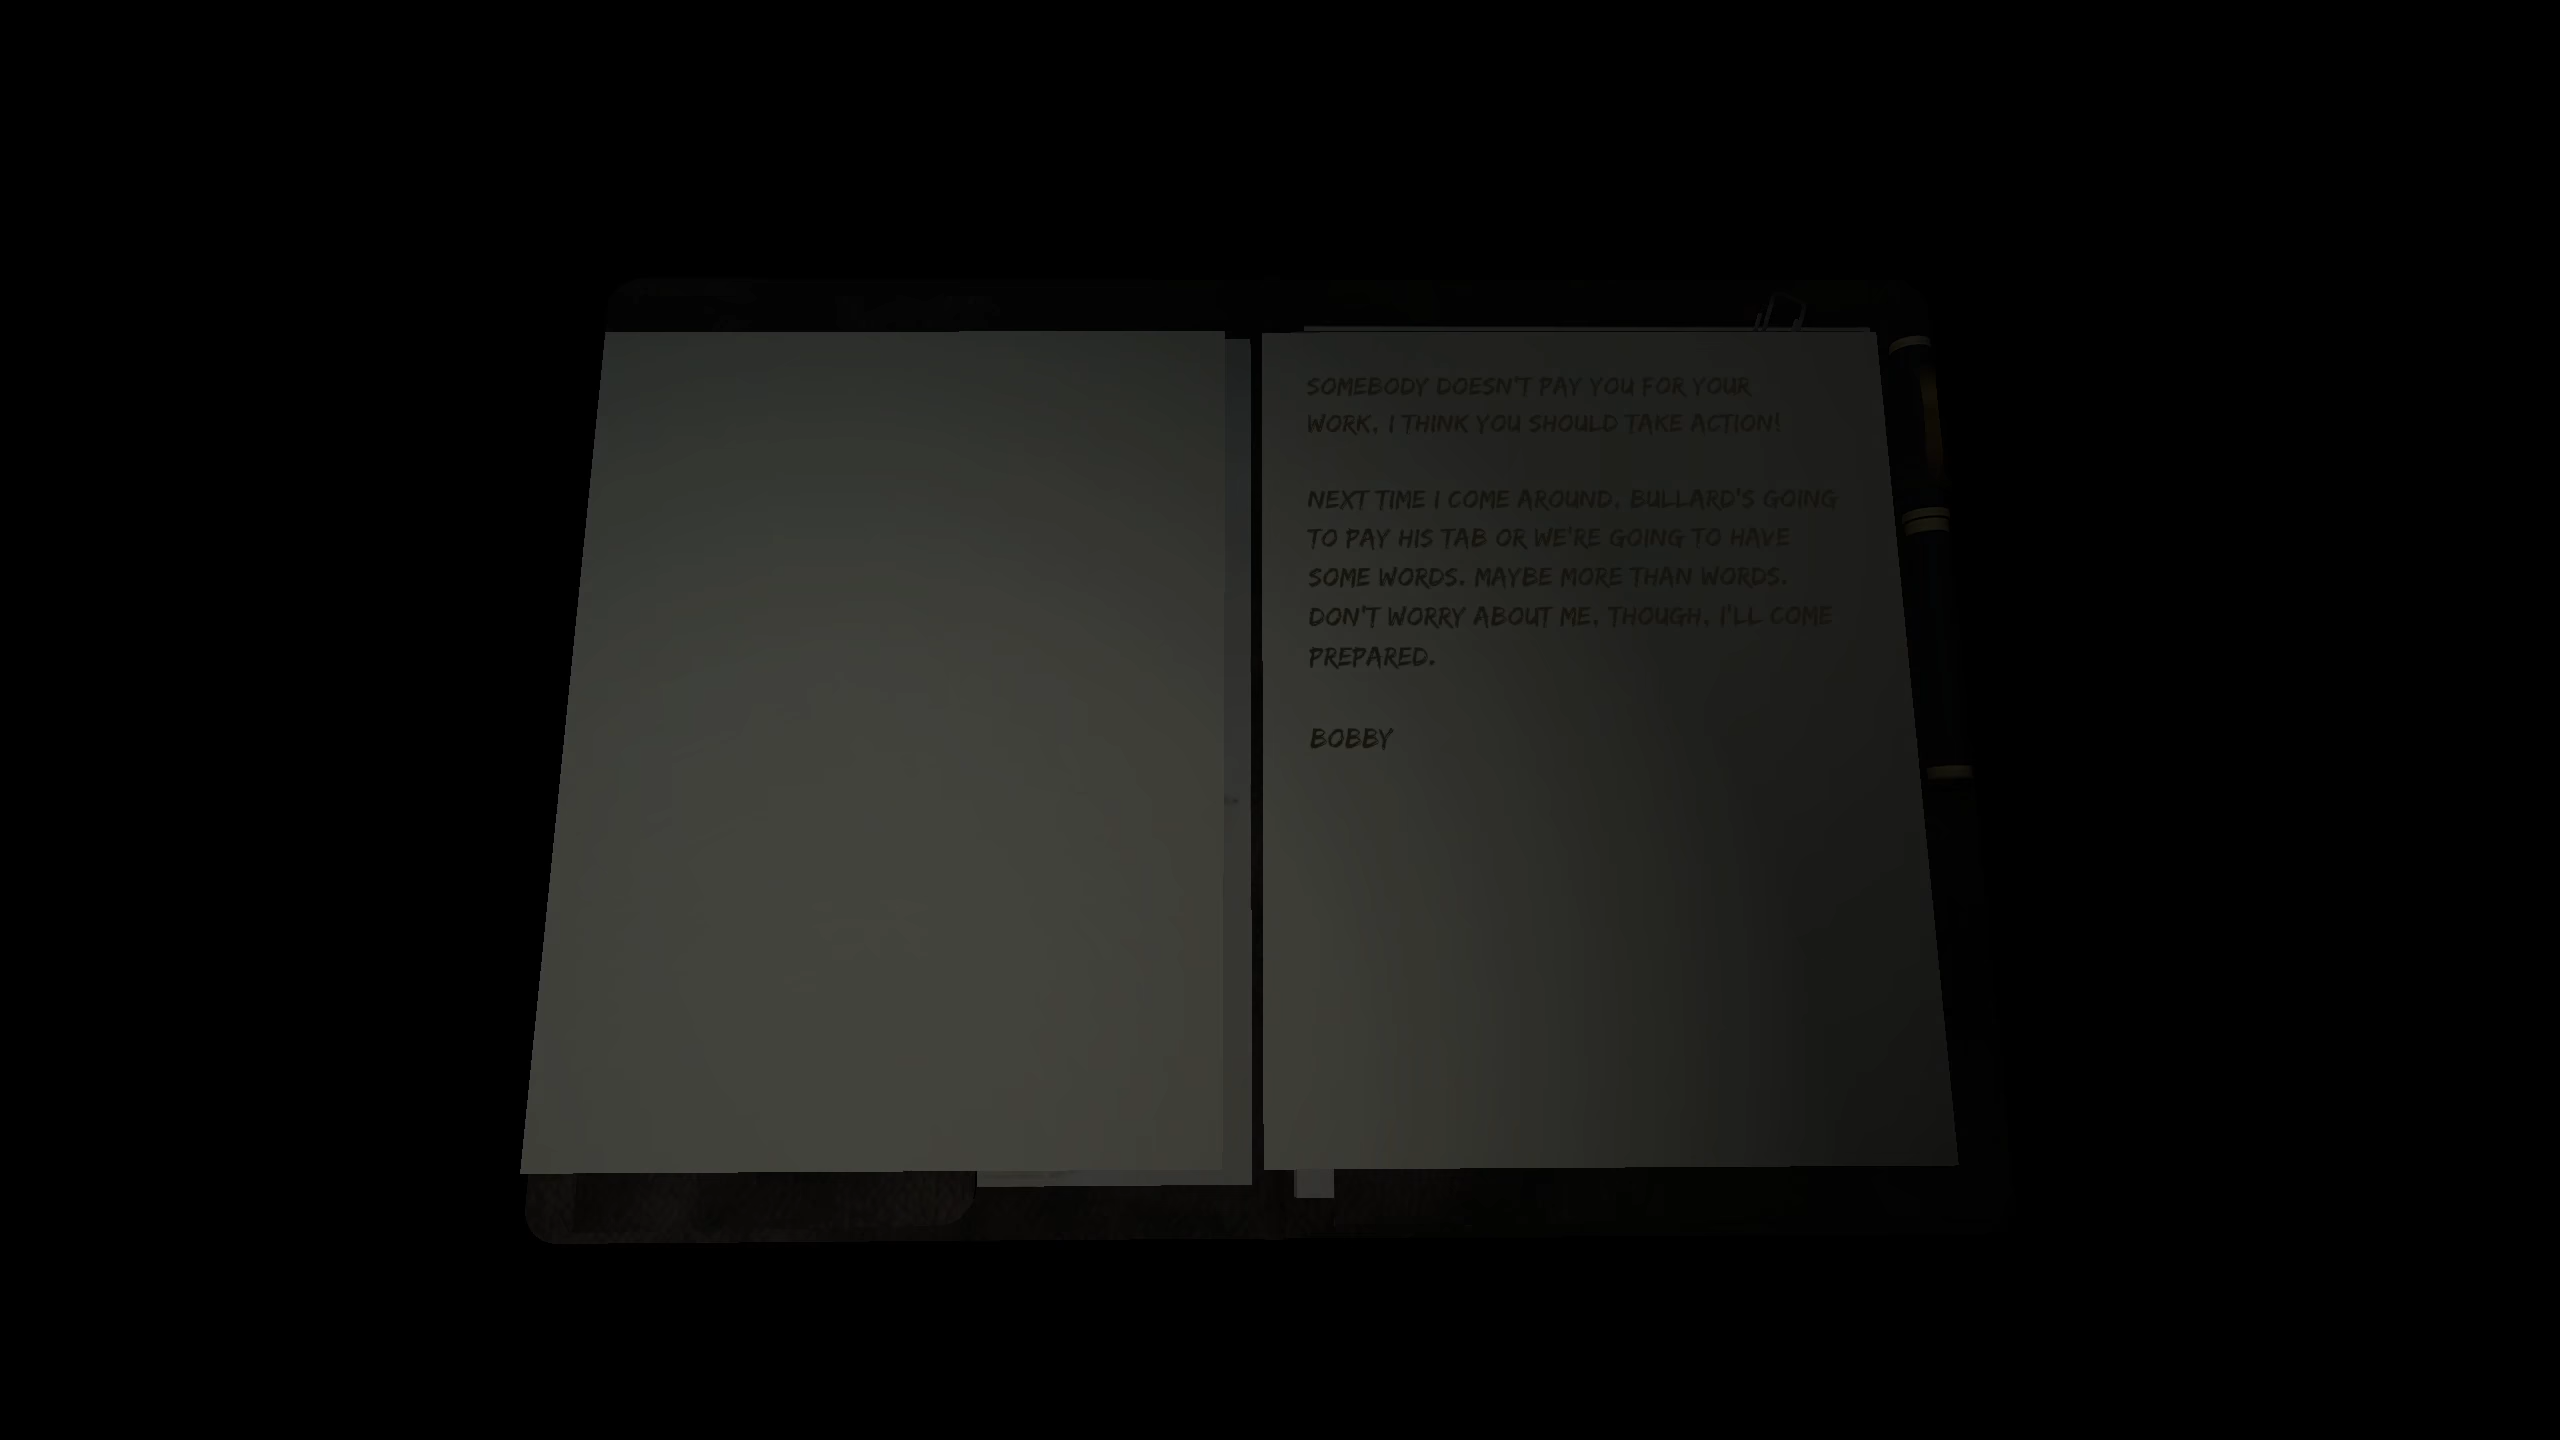 SOMEBODY DOESN'T PAY YOU FOR YOUR
WORK, I THINK YOU SHOULD TAKE ACTION!
NEXT TIME I COME AROUND, BULLARD'S GOING
TO PAY HIS TAB OR WE'RE GOING TO HAVE
SOME WORDS. MAYBE MORE THAN WORDS.
DON'T WORRY ABOUT ME, THOUGH, I'LL COME
PREPARED.
BOBBY